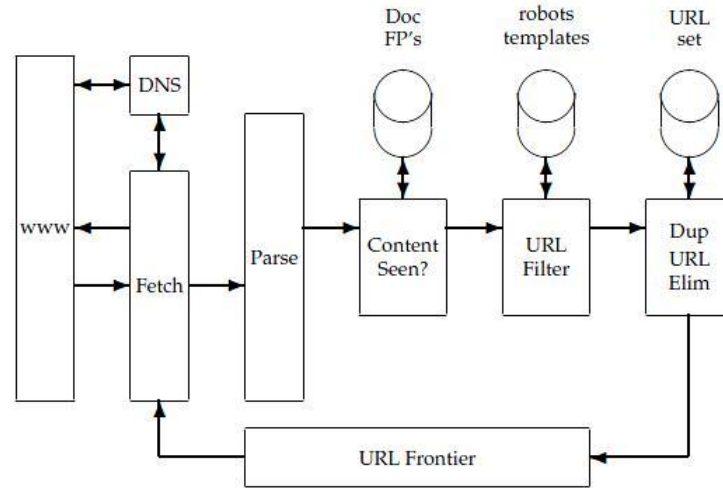 Doc
FP's
robots
templates
URL
set
DNS
www
Fetch
Parse
Content
Seen?
URL
Filter
Dup
URL
Elim
URL Frontier